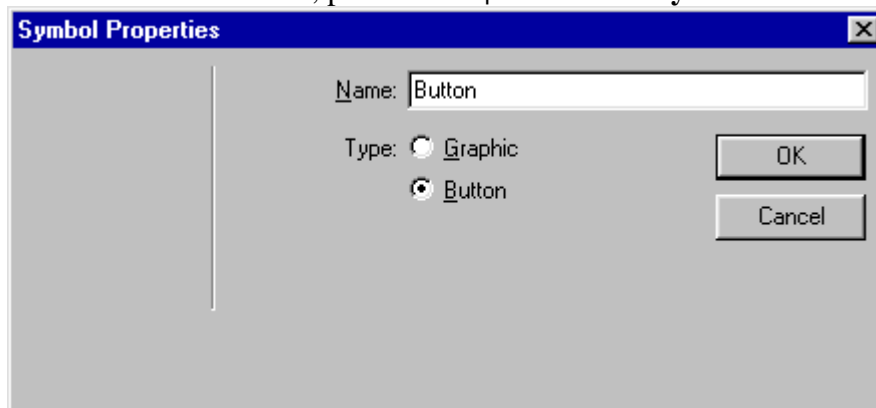 Symbol Properties
Name: Button
Type: Graphic
Button
OK
Cancel